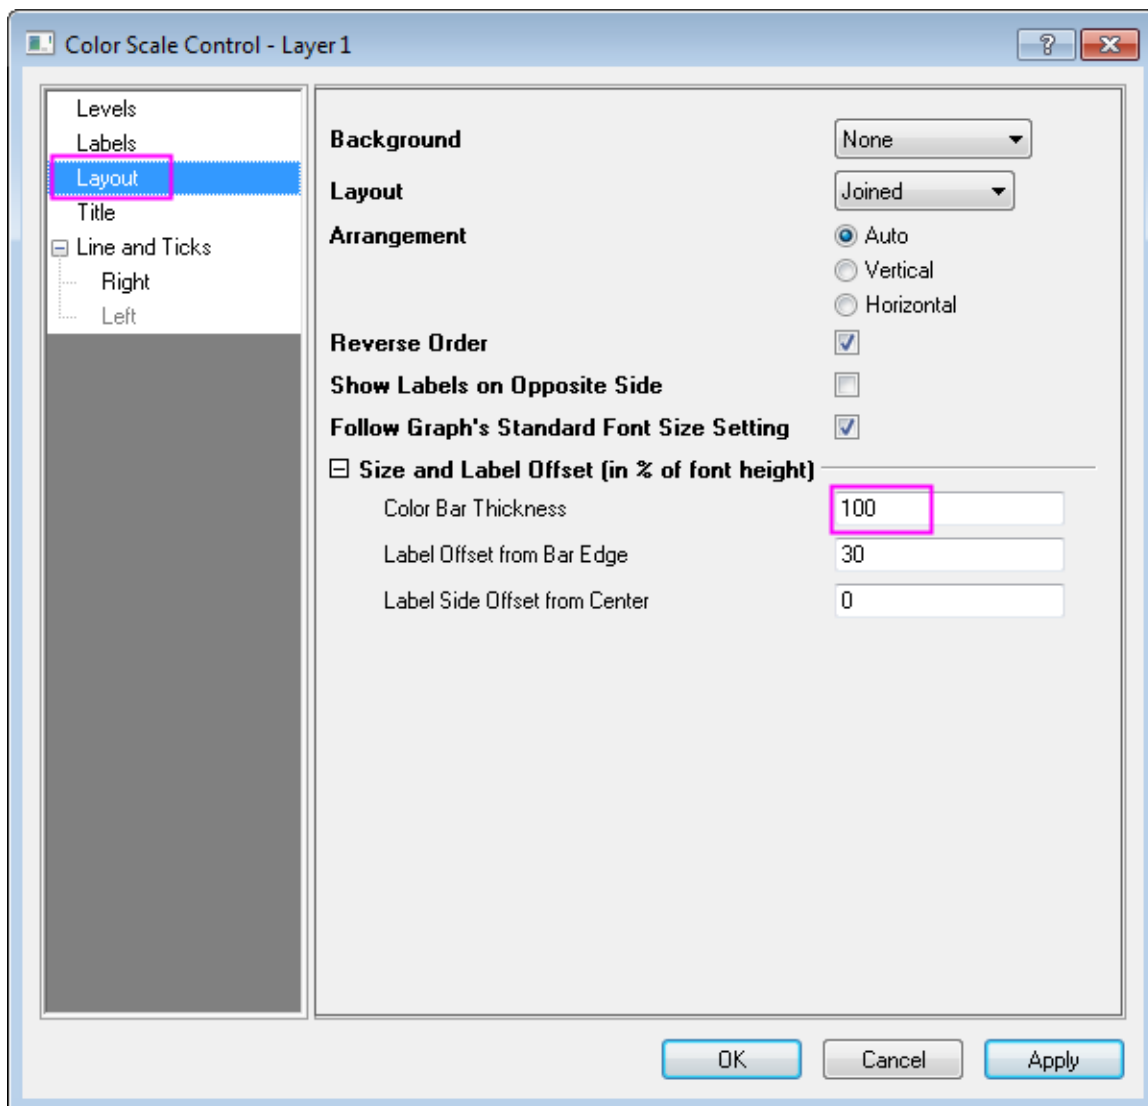 Color Scale Control - Layer 1
Levels
Labels
Layout
Title
Line and Ticks
Right
Left
Background None
Layout Joined
Arrangement Auto
Vertical
Horizontal
Reverse Order
Show Labels on Opposite Side
Follow Graph's Standard Font Size Setting
Size and Label Offset (in % of font height)
Color Bar Thickness 100
Label Offset from Bar Edge 30
Label Side Offset from Center 0
OK Cancel Apply